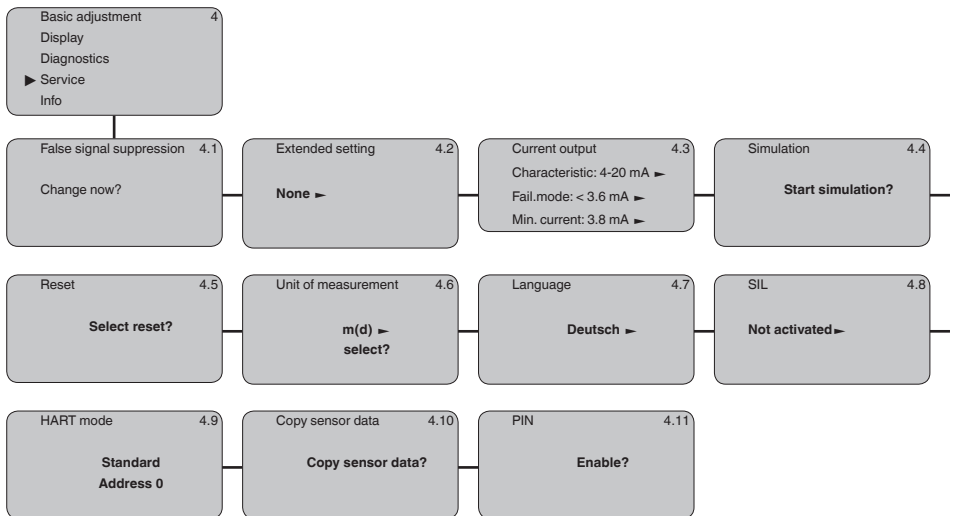 Basic adjustment 4
Display
Diagnostics
► Service
Info
False signal suppression 4.1
Change now?
Extended setting 4.2
None ►
Current output 4.3
Characteristic: 4-20 mA ►
Fail.mode: < 3.6 mA ►
Min. current: 3.8 mA ►
Simulation 4.4
Start simulation?
Reset 4.5
Select reset?
Unit of measurement 4.6
m(d) ►
select?
Language 4.7
Deutsch ►
SIL 4.8
Not activated ►
HART mode 4.9
Standard
Address 0
Copy sensor data 4.10
Copy sensor data?
PIN 4.11
Enable?